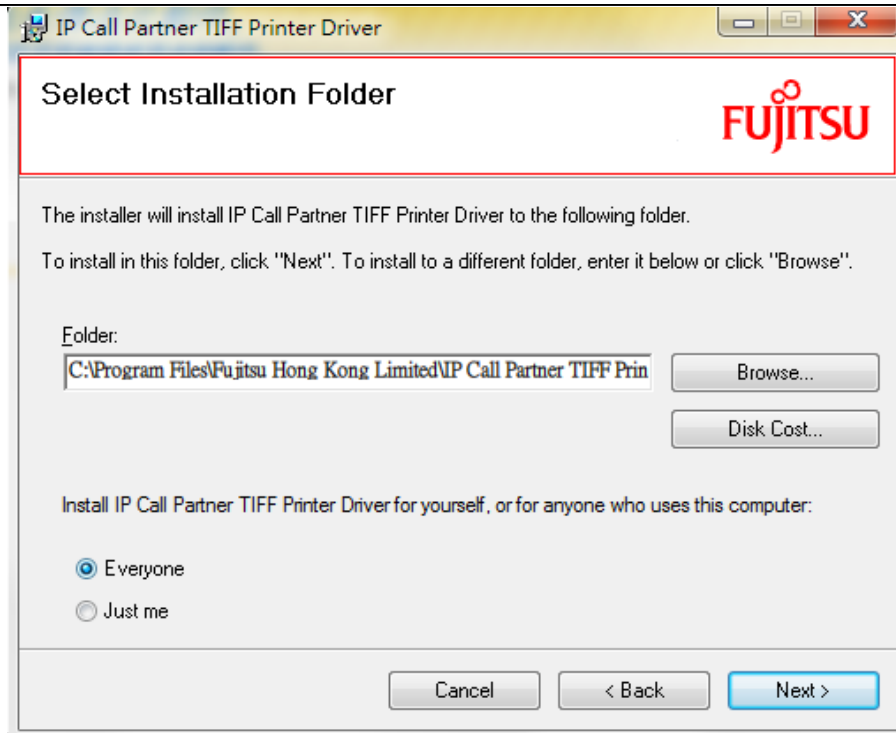 IP Call Partner TIFF Printer Driver
Select Installation Folder
FUJITSU
The installer will install IP Call Partner TIFF Printer Driver to the following folder.
To install in this folder, click "Next". To install to a different folder, enter it below or click "Browse".
Folder:
C:\Program Files\Fujitsu Hong Kong Limited\IP Call Partner TIFF Prin
Browse...
Disk Cost...
Install IP Call Partner TIFF Printer Driver for yourself, or for anyone who uses this computer:
Everyone
Just me
Cancel
< Back
Next >